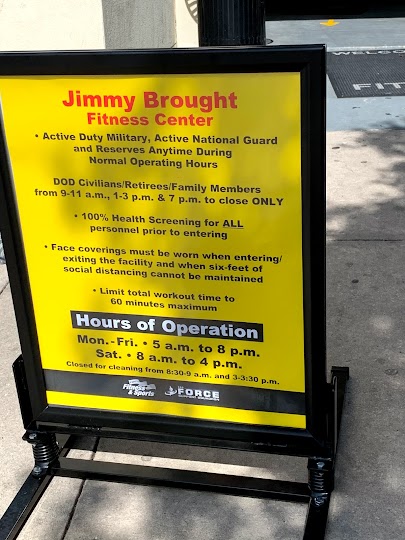 Jimmy Brought
Fitness Center
• Active Duty Military, Active National Guard
and Reserves Anytime During
Normal Operating Hours
DOD Civilians/Retirees/Family Members
from 9-11 a.m., 1-3 p.m. & 7 p.m. to close ONLY
• 100% Health Screening for ALL
personnel prior to entering
• Face coverings must be worn when entering/
exiting the facility and when six-feet of
social distancing cannot be maintained
• Limit total workout time to
60 minutes maximum
Hours of Operation
Mon.-Fri. • 5 a.m. to 8 p.m.
Sat. • 8 a.m. to 4 p.m.
Closed for cleaning from 8:30-9 a.m. and 3-3:30 p.m.
Fitness
& Sports
FORCE
WELCO
FIT